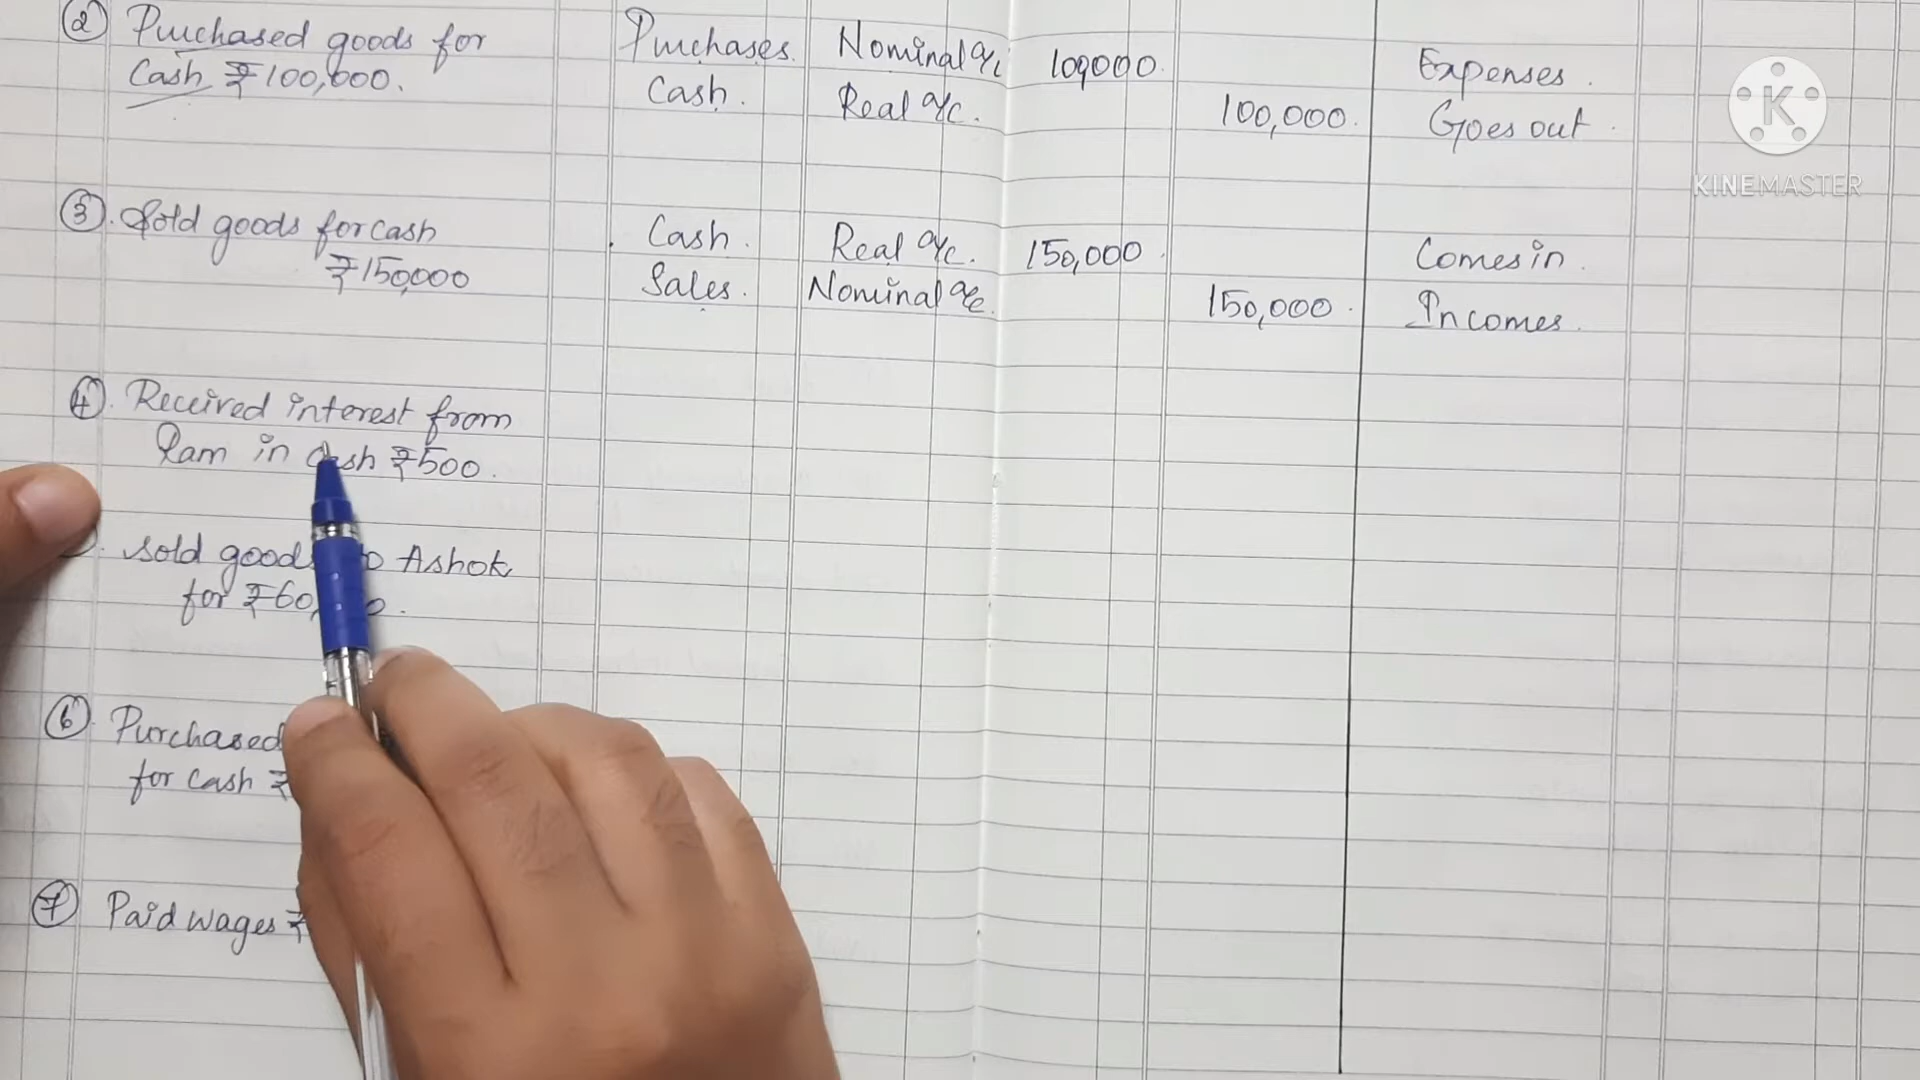 ② Purchased goods for
Cash ₹100,000.
Purchases. Nominal a/c 100000. Expenses.
Cash. Real a/c. 100,000. Goes out.
③. Sold goods for cash
₹150,000
Cash. Real a/c. 150,000. Comes in.
Sales. Nominal a/c. 150,000. Incomes.
④. Received interest from
Ram in cash ₹500.
sold goods to Ashok
for ₹60,
⑥. Purchased
for cash ₹
⑦ Paid wages ₹
K
KINEMASTER